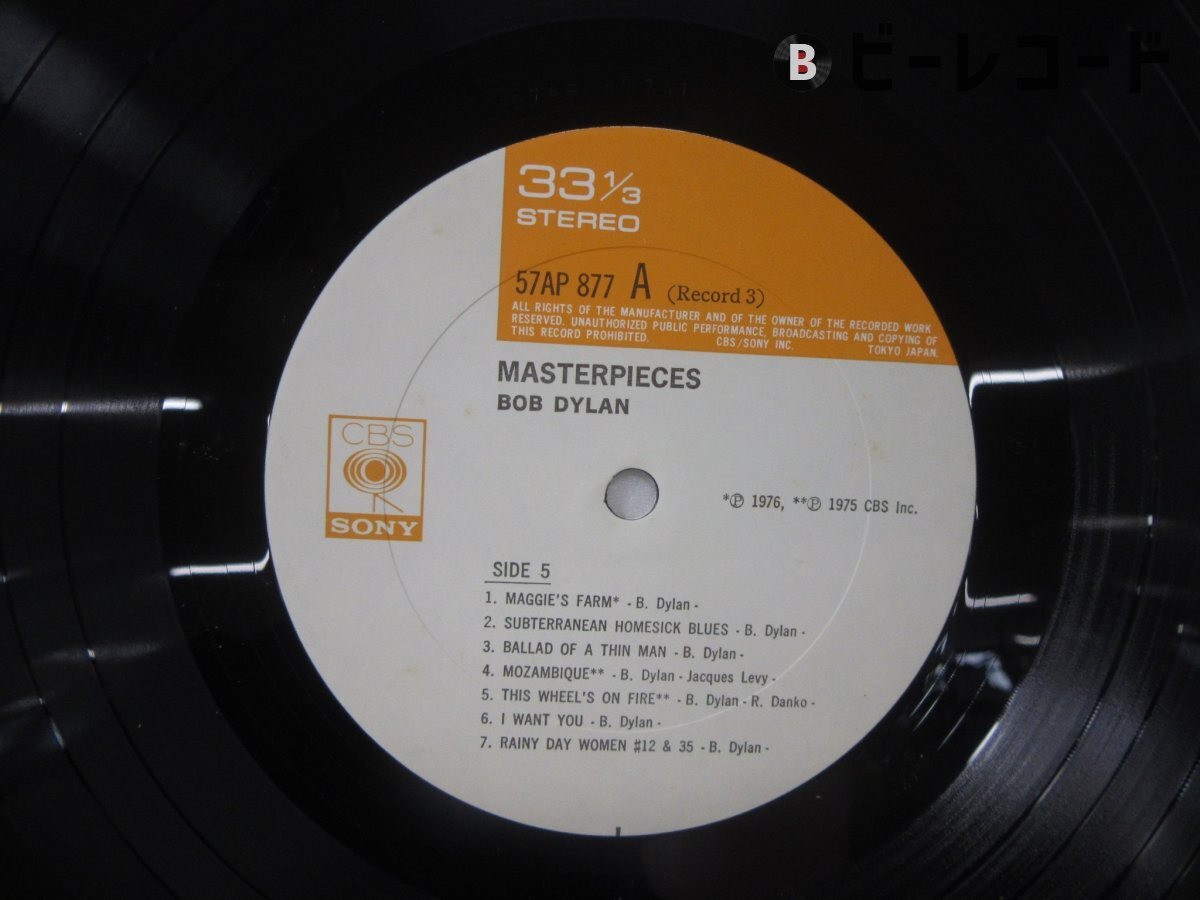 B ビーレコード
33 1/3
STEREO
57AP 877 A (Record 3)
ALL RIGHTS OF THE MANUFACTURER AND OF THE OWNER OF THE RECORDED WORK
RESERVED. UNAUTHORIZED PUBLIC PERFORMANCE, BROADCASTING AND COPYING OF
THIS RECORD PROHIBITED. CBS/SONY INC. TOKYO JAPAN.
MASTERPIECES
BOB DYLAN
CBS
SONY
*Ⓟ 1976, **Ⓟ 1975 CBS Inc.
SIDE 5
1. MAGGIE'S FARM* - B. Dylan -
2. SUBTERRANEAN HOMESICK BLUES - B. Dylan -
3. BALLAD OF A THIN MAN - B. Dylan -
4. MOZAMBIQUE** - B. Dylan - Jacques Levy -
5. THIS WHEEL'S ON FIRE** - B. Dylan - R. Danko -
6. I WANT YOU - B. Dylan -
7. RAINY DAY WOMEN #12 & 35 - B. Dylan -